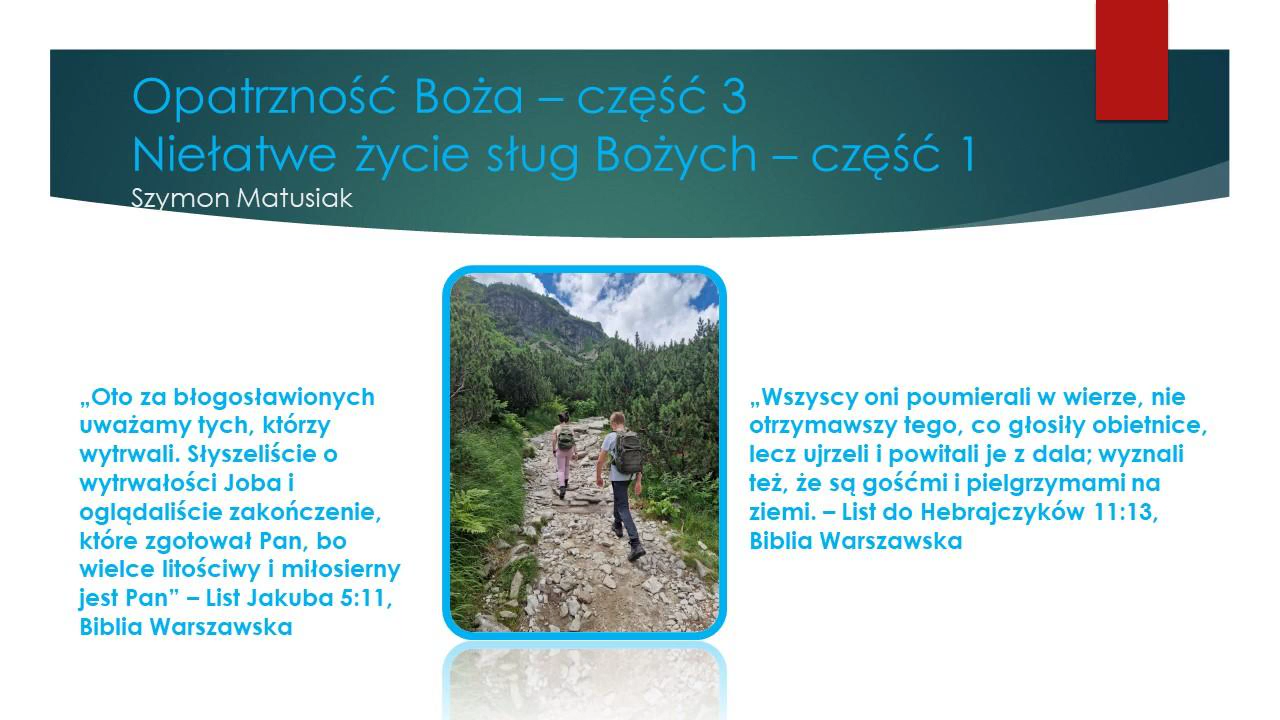 Opatrzność Boża – część 3
Niełatwe życie sług Bożych – część 1
Szymon Matusiak
„Oto za błogosławionych
uważamy tych, którzy
wytrwali. Słyszeliście o
wytrwałości Joba i
oglądaliście zakończenie,
które zgotował Pan, bo
wielce litościwy i miłosierny
jest Pan” – List Jakuba 5:11,
Biblia Warszawska
„Wszyscy oni poumierali w wierze, nie
otrzymawszy tego, co głosiły obietnice,
lecz ujrzeli i powitali je z dala; wyznali
też, że są gośćmi i pielgrzymami na
ziemi. – List do Hebrajczyków 11:13,
Biblia Warszawska